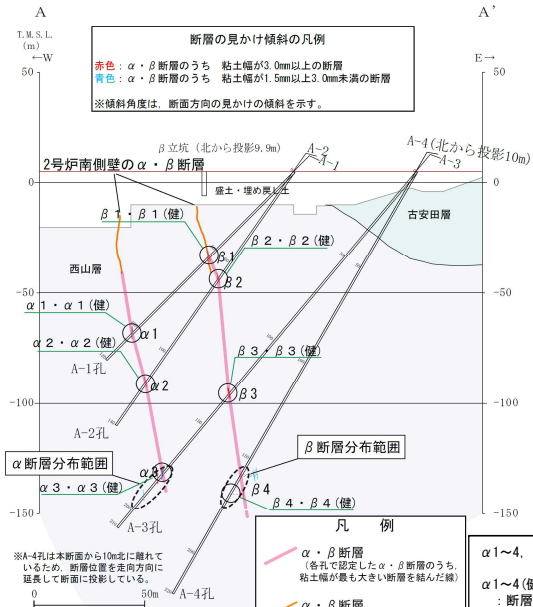 A
A'
T.M.S.L.
(m)
←W
E→
断層の見かけ傾斜の凡例
赤色：α・β断層のうち　粘土幅が3.0mm以上の断層
青色：α・β断層のうち　粘土幅が1.5mm以上3.0mm未満の断層
※傾斜角度は、断面方向の見かけの傾斜を示す。
50
50
β立坑（北から投影9.9m）
A-2
A-1
A-4(北から投影10m)
A-3
2号炉南側壁のα・β断層
0
0
盛土・埋め戻し土
古安田層
β１・β１(健)
β２・β２(健)
西山層
β1
β2
-50
-50
α１・α１(健)
α1
α２・α２(健)
β３・β３(健)
A-1孔
α2
β3
-100
-100
A-2孔
α断層分布範囲
β断層分布範囲
α3
α３・α３(健)
β4
β４・β４(健)
-150
-150
A-3孔
凡　例
※A-4孔は本断面から10m北に離れて
いるため、断層位置を走向方向に
延長して断面に投影している。
A-4孔
α・β断層
(各孔で認定したα・β断層のうち、
粘土幅が最も大きい断層を結んだ線)
α・β断層
α1～4,
α1～4(健
：断層
0
50m